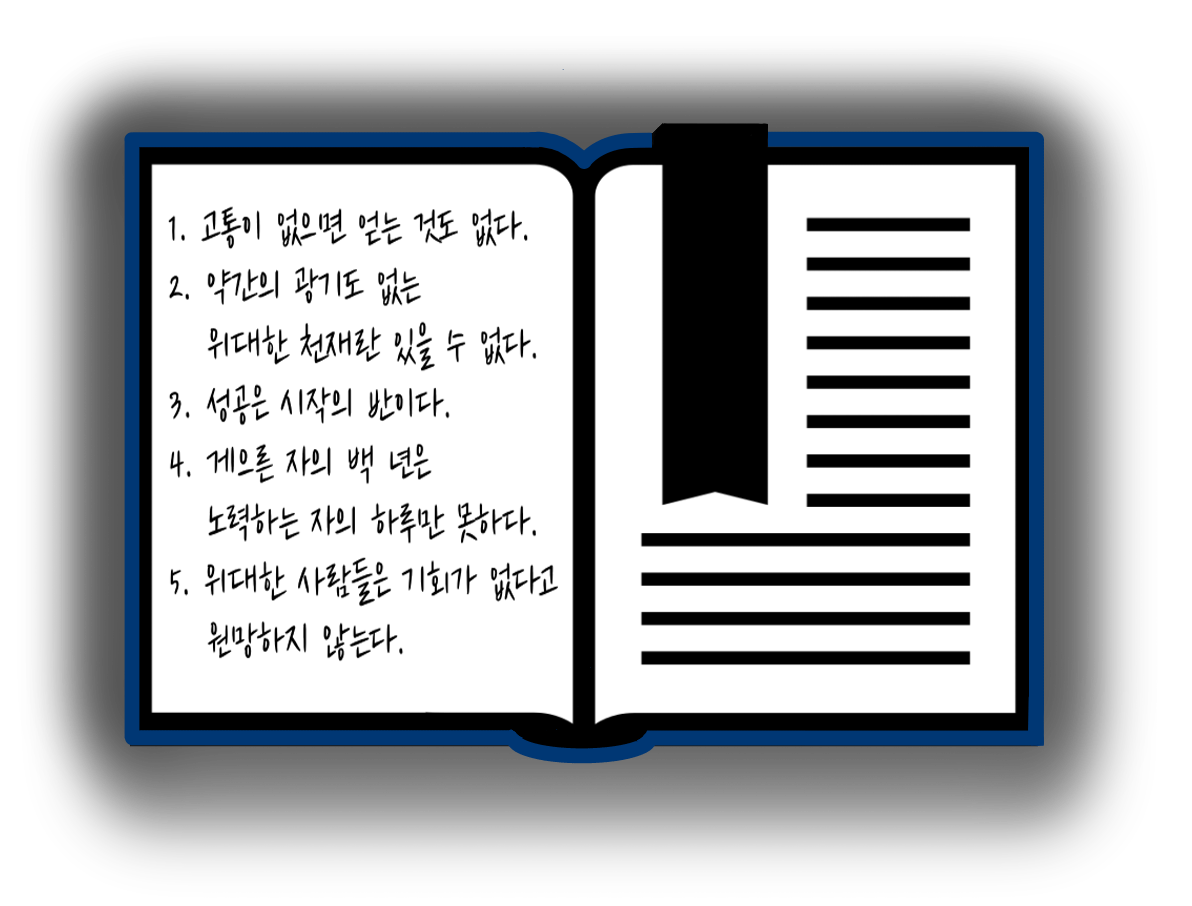 1. 고통이 없으면 얻는 것도 없다.
2. 약간의 광기도 없는
위대한 천재란 있을 수 없다.
3. 성공은 시작의 반이다.
4. 게으른 자의 백 년은
노력하는 자의 하루만 못하다.
5. 위대한 사람들은 기회가 없다고
원망하지 않는다.